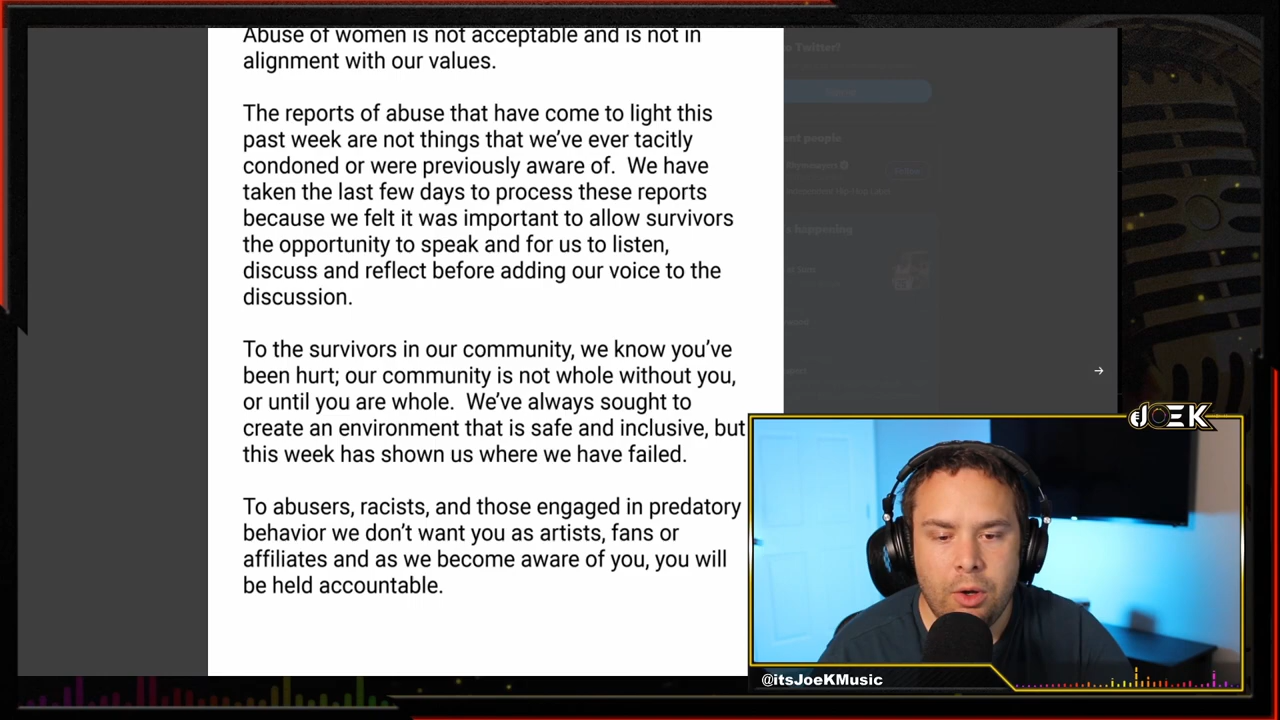 Abuse of women is not acceptable and is not in
alignment with our values.
The reports of abuse that have come to light this
past week are not things that we've ever tacitly
condoned or were previously aware of.  We have
taken the last few days to process these reports
because we felt it was important to allow survivors
the opportunity to speak and for us to listen,
discuss and reflect before adding our voice to the
discussion.
To the survivors in our community, we know you've
been hurt; our community is not whole without you,
or until you are whole.  We've always sought to
create an environment that is safe and inclusive, but
this week has shown us where we have failed.
To abusers, racists, and those engaged in predatory
behavior we don't want you as artists, fans or
affiliates and as we become aware of you, you will
be held accountable.
to Twitter?
people
Follow
happening
JOEK
@itsJoeKMusic